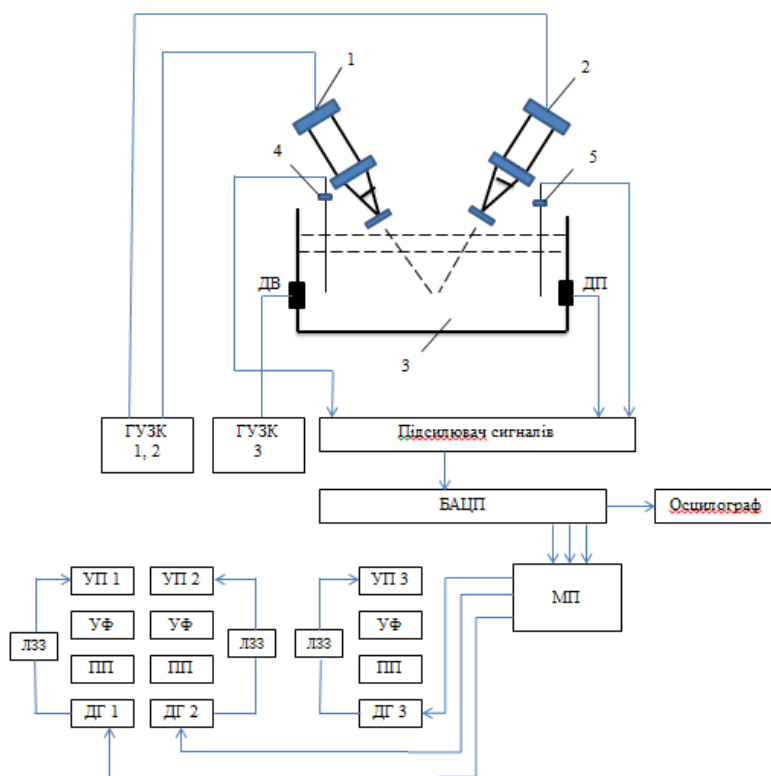 1
2
4
5
ДВ
ДП
3
ГУЗК
1, 2
ГУЗК
3
Підсилювач сигналів
БАЦП
Осцилограф
УП 1
УП 2
УП 3
МП
УФ
УФ
УФ
ЛЗЗ
ЛЗЗ
ЛЗЗ
ПП
ПП
ПП
ДГ 1
ДГ 2
ДГ 3